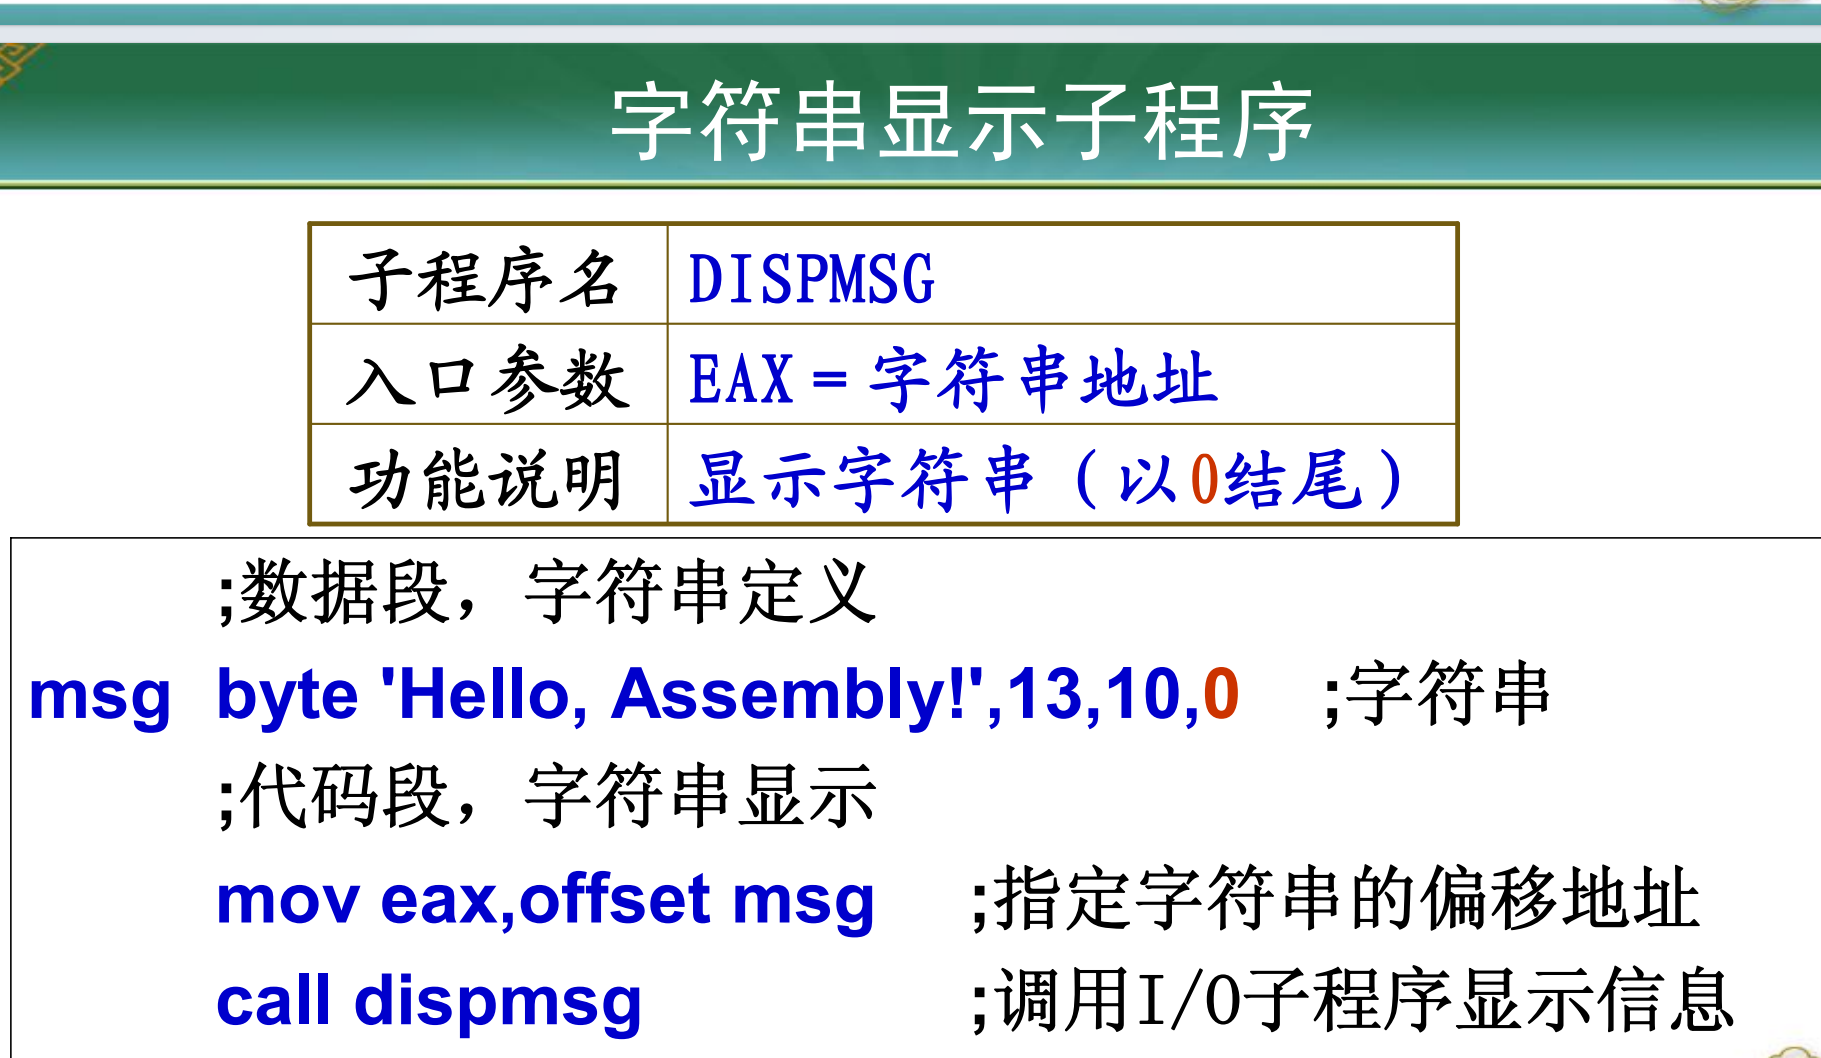 字符串显示子程序
子程序名 DISPMSG
入口参数 EAX = 字符串地址
功能说明 显示字符串（以0结尾）
;数据段，字符串定义
msg byte 'Hello, Assembly!',13,10,0 ;字符串
;代码段，字符串显示
mov eax,offset msg ;指定字符串的偏移地址
call dispmsg ;调用I/O子程序显示信息